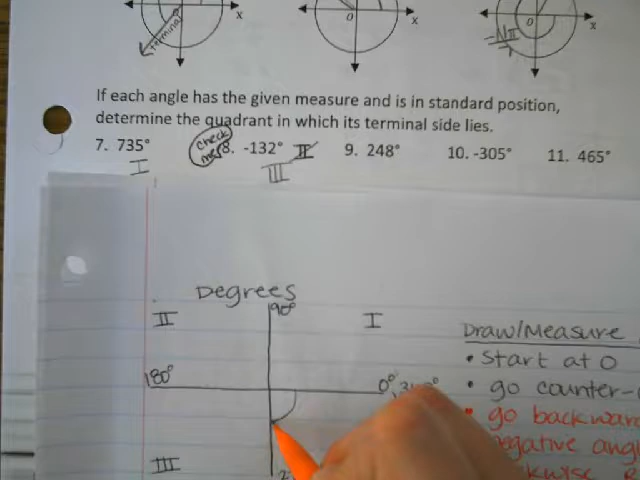 x
terminal
O
x
O
x
If each angle has the given measure and is in standard position,
determine the quadrant in which its terminal side lies.
7. 735° check me 8. -132° II 9. 248° 10. -305° 11. 465°
I III
Degrees
90°
II I
180° 0°
III
Draw/Measure
• Start at 0
• go counter-
• go backward
negative